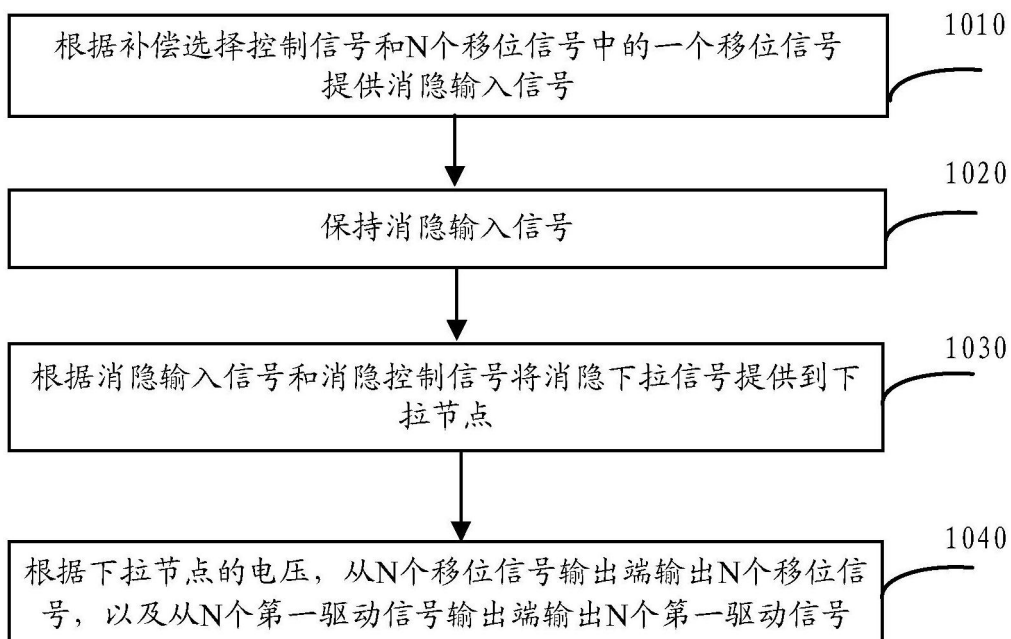 根据补偿选择控制信号和N个移位信号中的一个移位信号
提供消隐输入信号
1010
保持消隐输入信号
1020
根据消隐输入信号和消隐控制信号将消隐下拉信号提供到下
拉节点
1030
根据下拉节点的电压，从N个移位信号输出端输出N个移位信
号，以及从N个第一驱动信号输出端输出N个第一驱动信号
1040